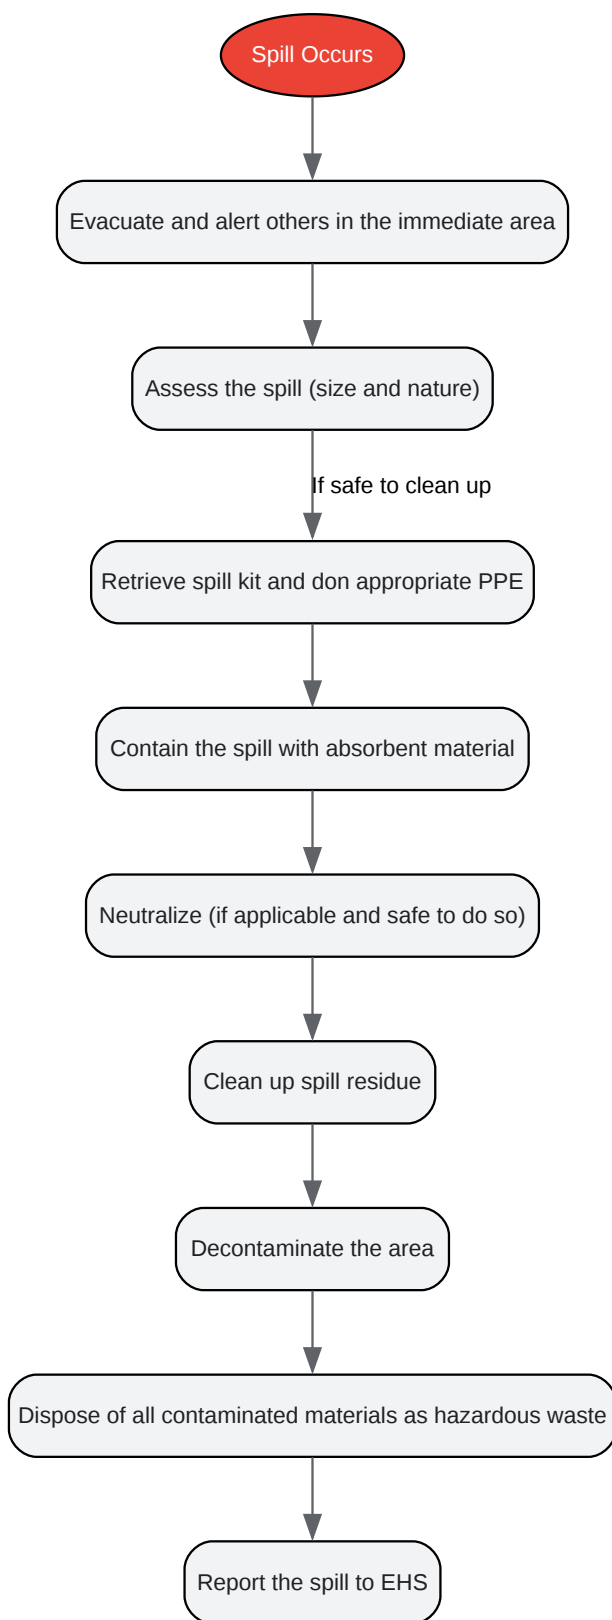 Spill Occurs
Evacuate and alert others in the immediate area
Assess the spill (size and nature)
If safe to clean up
Retrieve spill kit and don appropriate PPE
Contain the spill with absorbent material
Neutralize (if applicable and safe to do so)
Clean up spill residue
Decontaminate the area
Dispose of all contaminated materials as hazardous waste
Report the spill to EHS